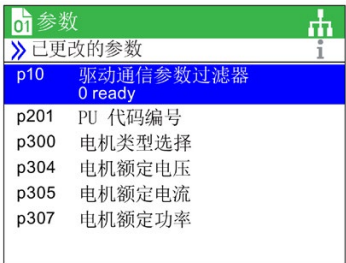 01 参数
已更改的参数
p10 驱动通信参数过滤器
0 ready
p201 PU 代码编号
p300 电机类型选择
p304 电机额定电压
p305 电机额定电流
p307 电机额定功率